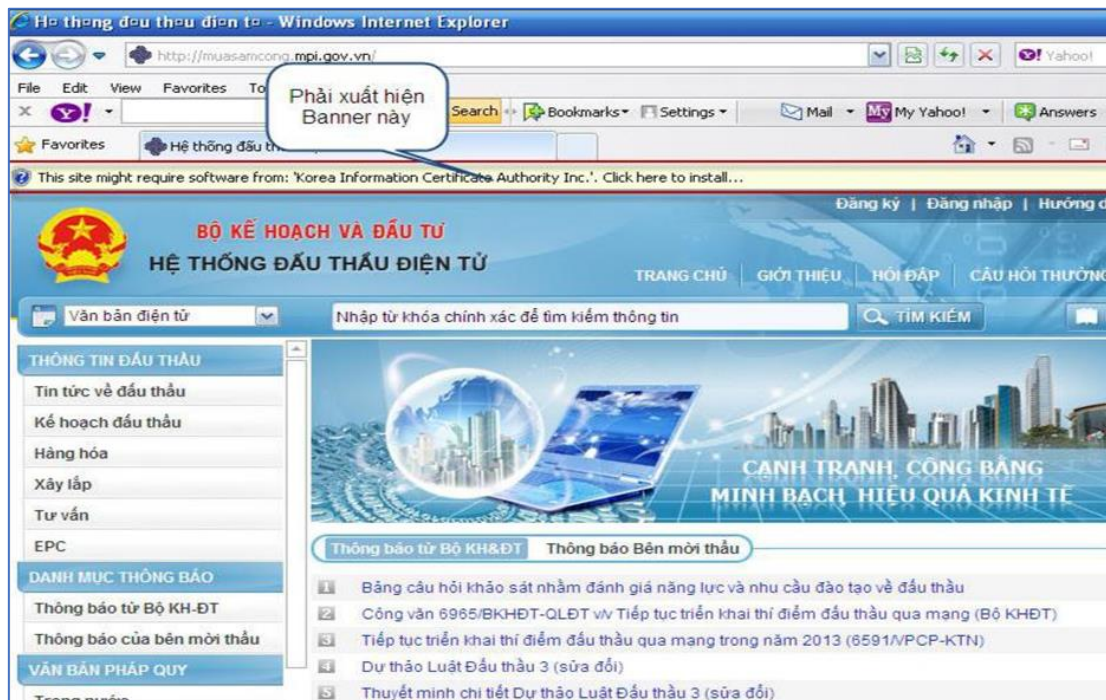 Hệ thống đấu thầu điện tử - Windows Internet Explorer
http://muasamcong.mpi.gov.vn/
Yahoo!
File Edit View Favorites To
Phải xuất hiện
Banner này
Search Bookmarks Settings Mail My Yahoo! Answers
Favorites Hệ thống đấu th
This site might require software from: 'Korea Information Certificate Authority Inc.'. Click here to install...
Đăng ký | Đăng nhập | Hướng d
BỘ KẾ HOẠCH VÀ ĐẦU TƯ
HỆ THỐNG ĐẤU THẦU ĐIỆN TỬ
TRANG CHỦ GIỚI THIỆU HỎI ĐÁP CÂU HỎI THƯỜNG
Văn bản điện tử Nhập từ khóa chính xác để tìm kiếm thông tin TÌM KIẾM
THÔNG TIN ĐẤU THẦU
Tin tức về đấu thầu
Kế hoạch đấu thầu
Hàng hóa
Xây lắp
Tư vấn
EPC
DANH MỤC THÔNG BÁO
Thông báo từ Bộ KH-ĐT
Thông báo của bên mời thầu
VĂN BẢN PHÁP QUY
Trong nước
CẠNH TRANH, CÔNG BẰNG
MINH BẠCH, HIỆU QUẢ KINH TẾ
Thông báo từ Bộ KH&ĐT Thông báo Bên mời thầu
1 Bảng câu hỏi khảo sát nhằm đánh giá năng lực và nhu cầu đào tạo về đấu thầu
2 Công văn 6965/BKHĐT-QLĐT v/v Tiếp tục triển khai thí điểm đấu thầu qua mạng (Bộ KHĐT)
3 Tiếp tục triển khai thí điểm đấu thầu qua mạng trong năm 2013 (6591/VPCP-KTN)
4 Dự thảo Luật Đấu thầu 3 (sửa đổi)
5 Thuyết minh chi tiết Dự thảo Luật Đấu thầu 3 (sửa đổi)